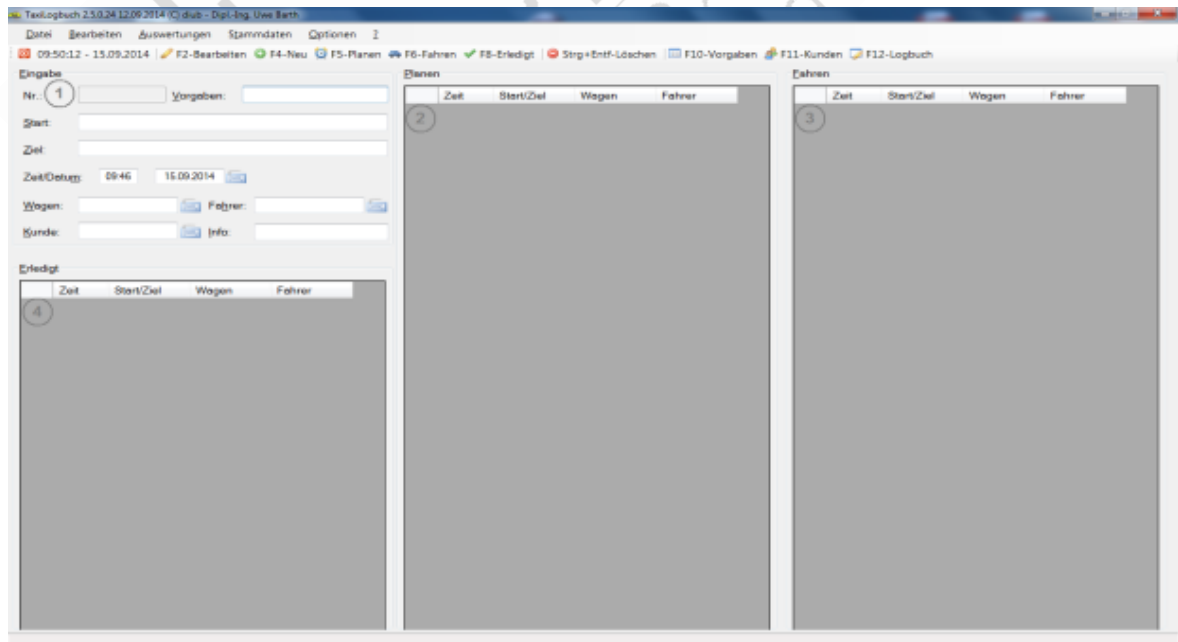 TaxiLogbuch 2.5.0.24 12.09.2014 (C) diub - Dipl.-Ing. Uwe Barth
Datei Bearbeiten Auswertungen Stammdaten Optionen ?
09:50:12 - 15.09.2014 F2-Bearbeiten F4-Neu F5-Planen F6-Fahren F8-Erledigt Strg+Entf-Löschen F10-Vorgaben F11-Kunden F12-Logbuch
Eingabe
Nr.: 1 Vorgaben:
Start:
Ziel:
Zeit/Datum: 09:46 15.09.2014
Wagen: Fahrer:
Kunde: Info:
Erledigt
Zeit Start/Ziel Wagen Fahrer
4
Planen
Zeit Start/Ziel Wagen Fahrer
2
Fahren
Zeit Start/Ziel Wagen Fahrer
3